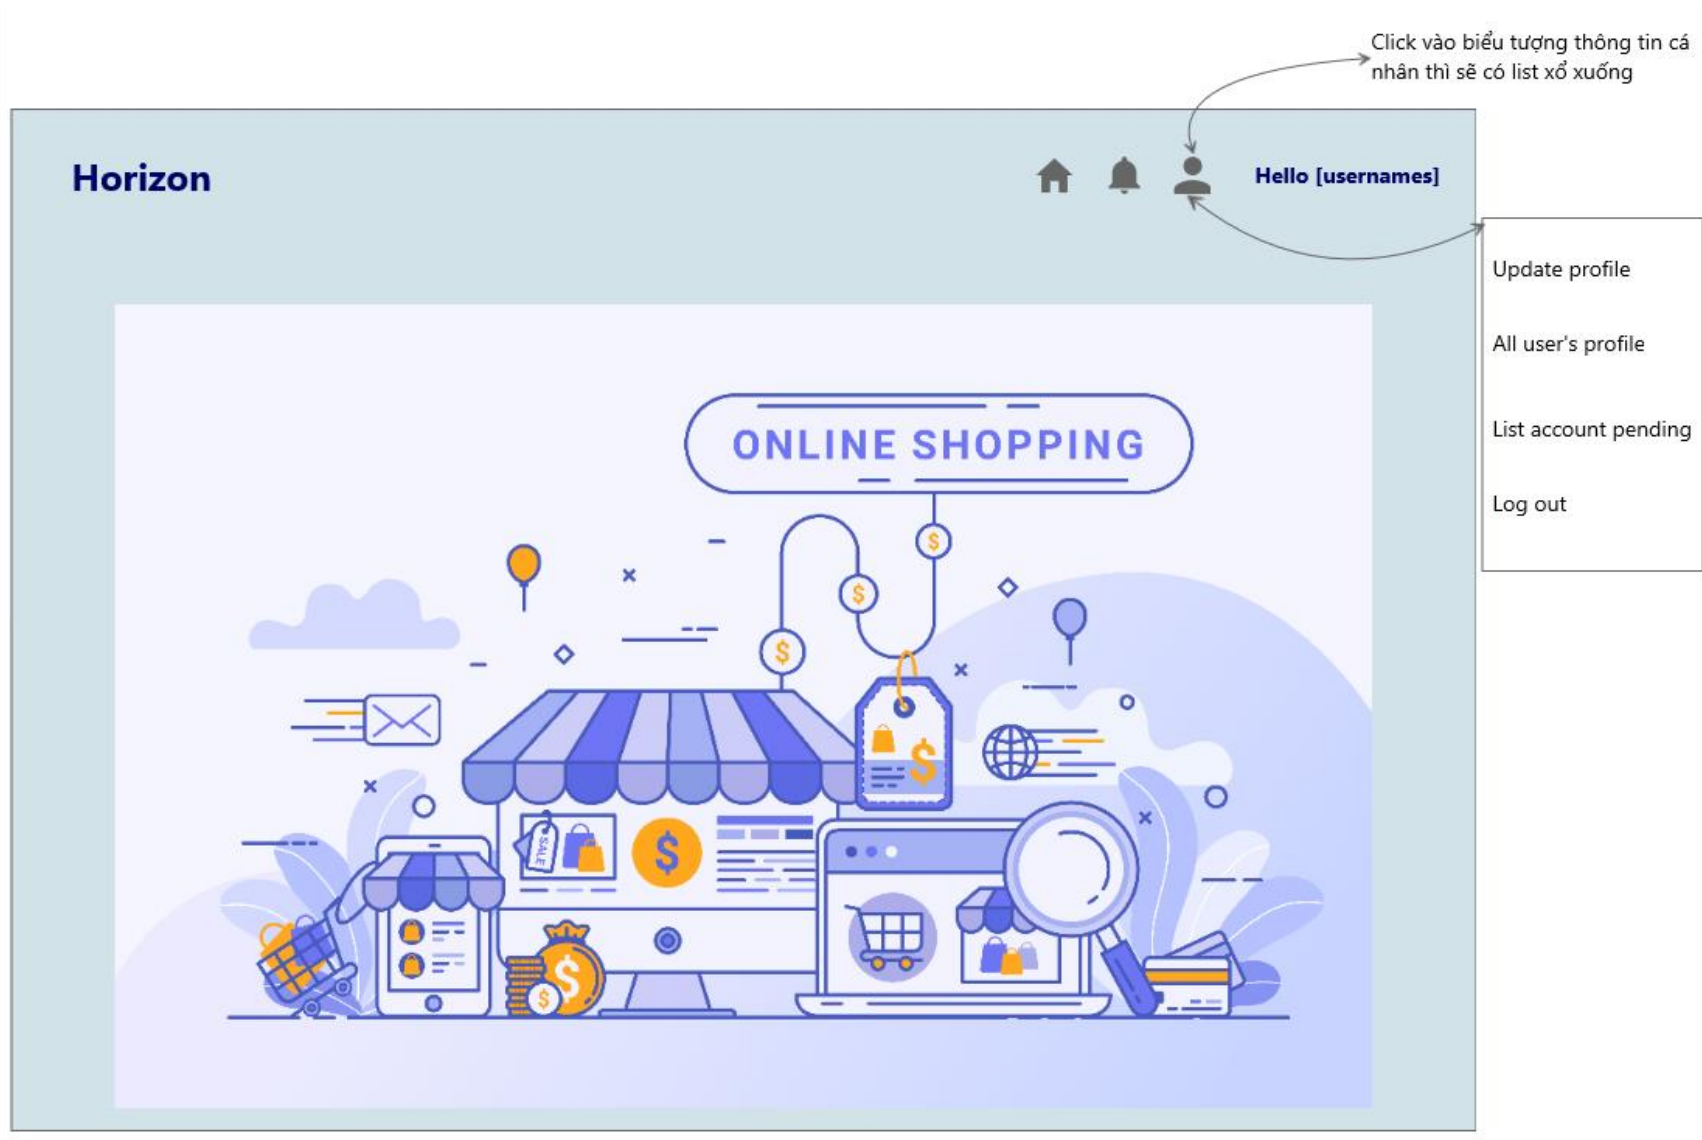 Click vào biểu tượng thông tin cá
nhân thì sẽ có list xổ xuống
Horizon
Hello [usernames]
Update profile
All user's profile
List account pending
Log out
ONLINE SHOPPING
$
$
$
$
SALE
$
$
$